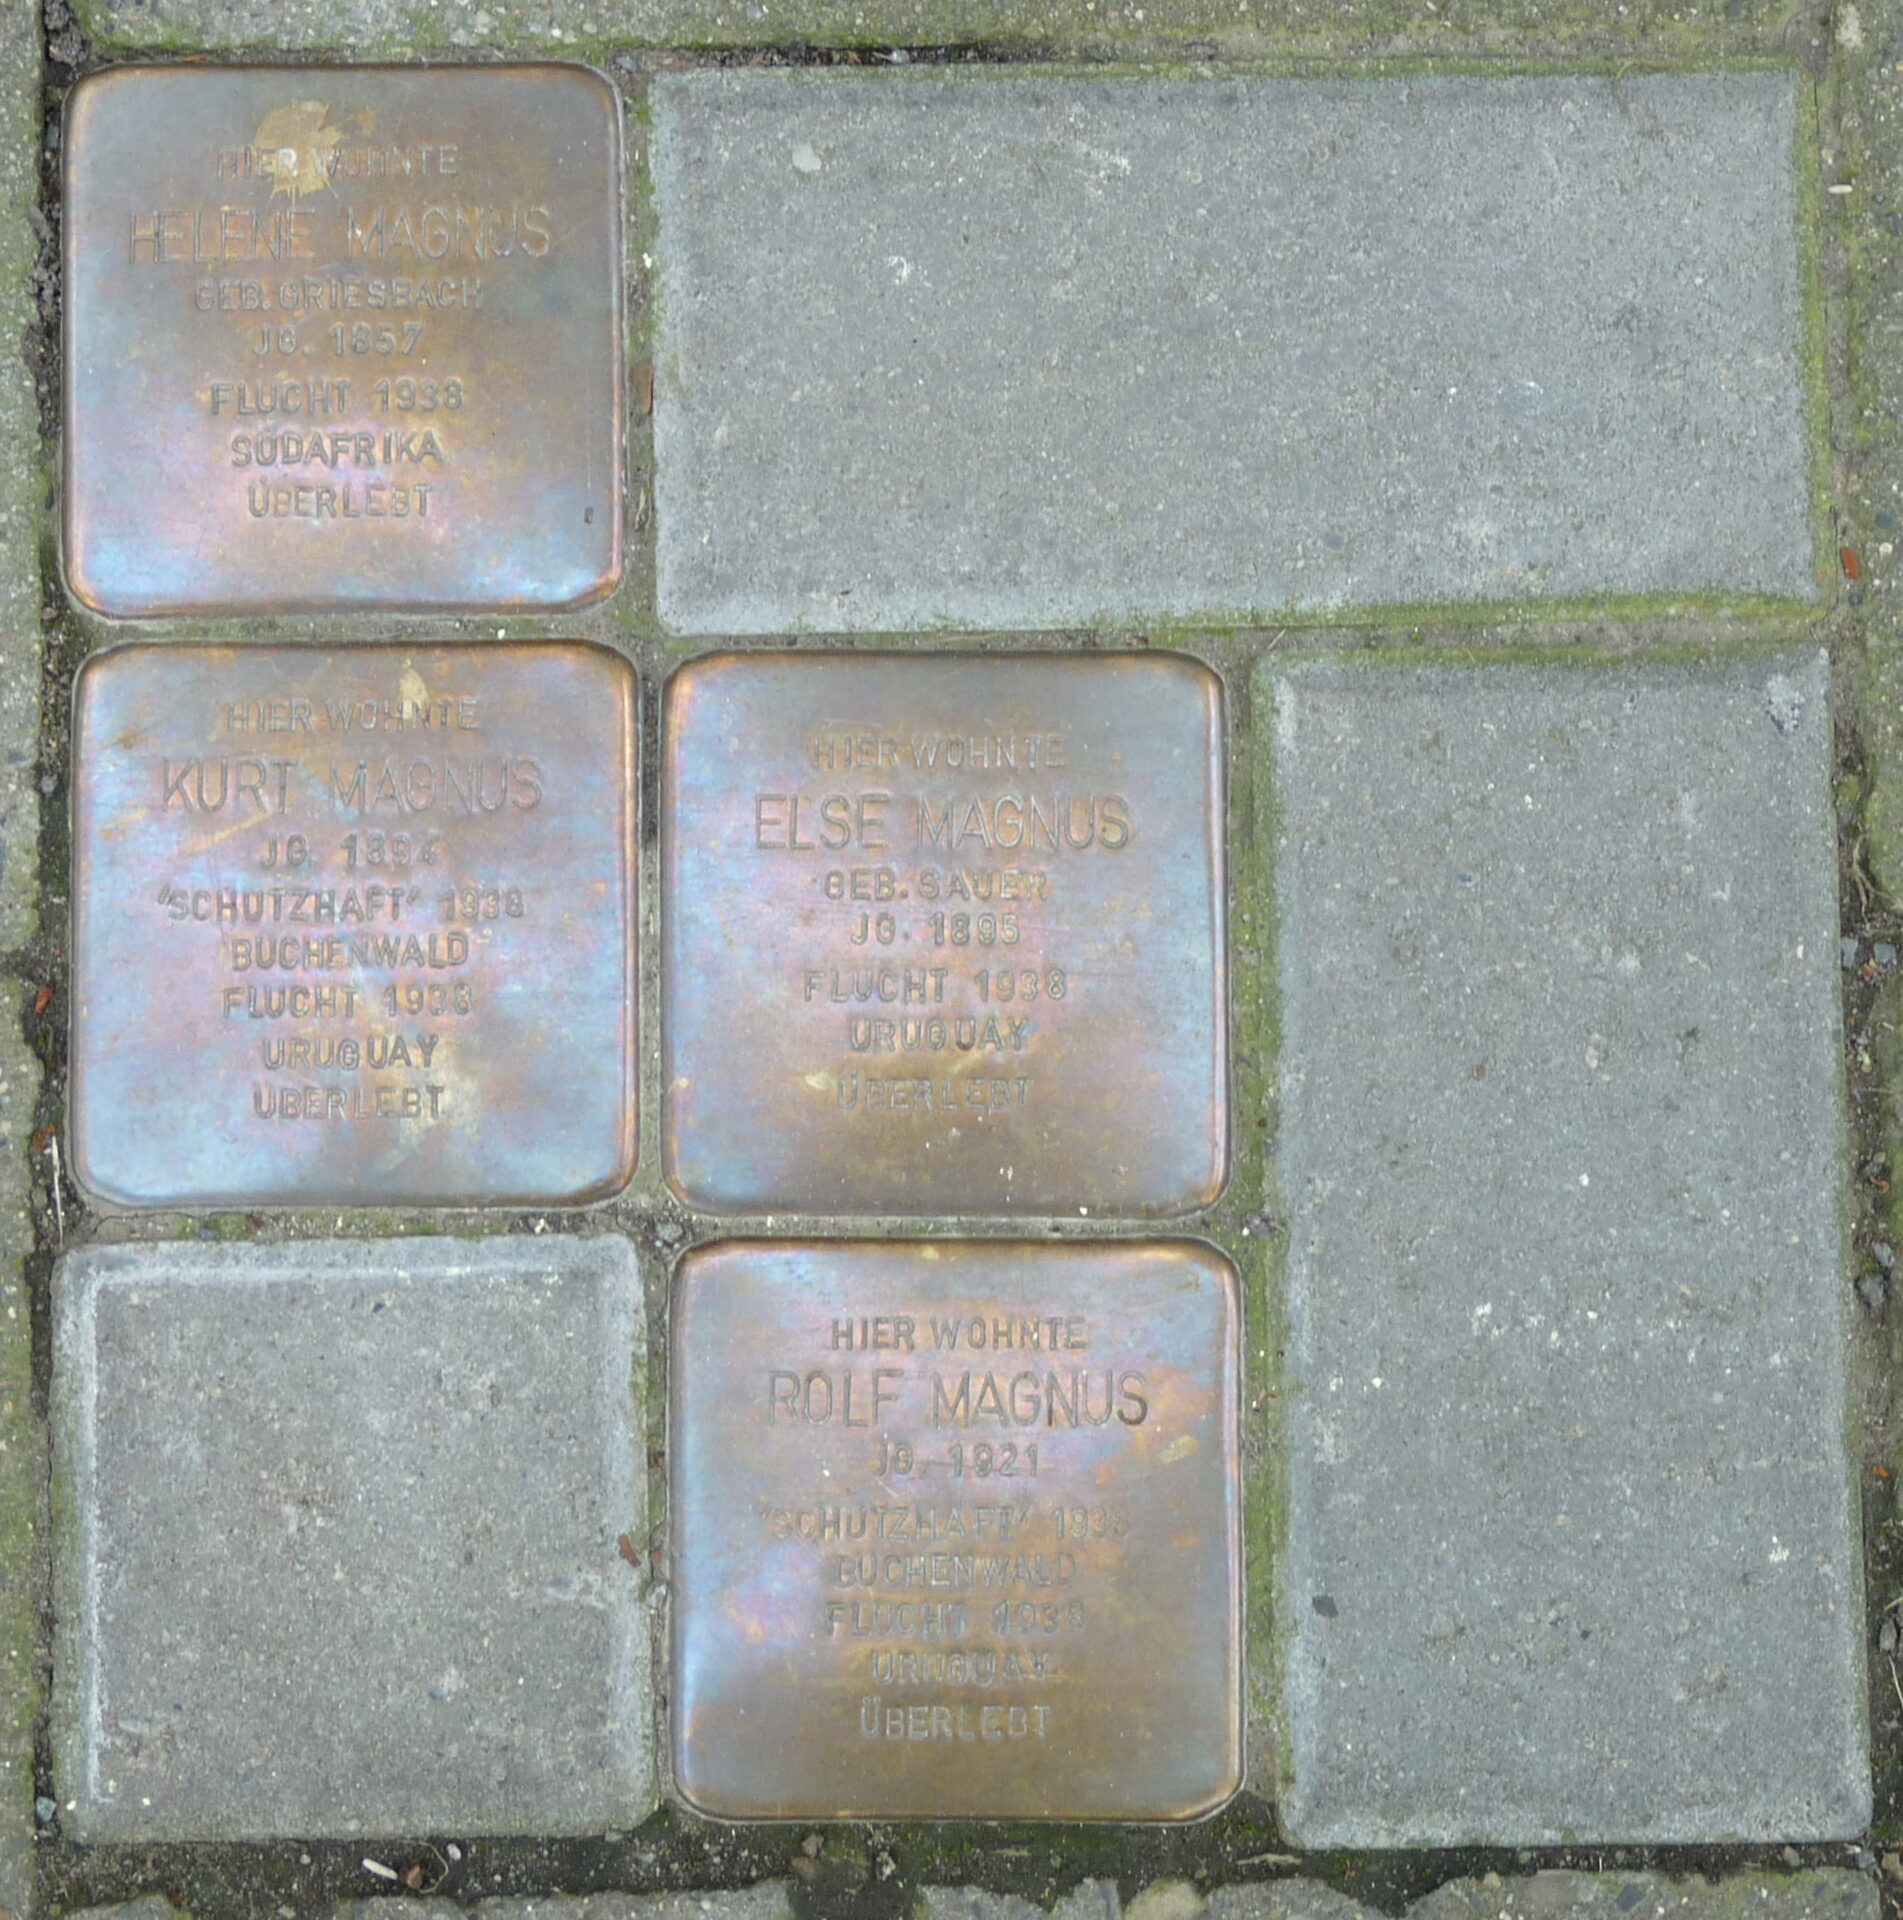 HIER WOHNTE
HELENE MAGNUS
GEB. GRIESBACH
JG. 1857
FLUCHT 1938
SÜDAFRIKA
ÜBERLEBT
HIER WOHNTE
KURT MAGNUS
JG. 1894
"SCHUTZHAFT" 1938
BUCHENWALD
FLUCHT 1938
URUGUAY
ÜBERLEBT
HIER WOHNTE
ELSE MAGNUS
GEB. SAUER
JG. 1895
FLUCHT 1938
URUGUAY
ÜBERLEBT
HIER WOHNTE
ROLF MAGNUS
JG. 1921
"SCHUTZHAFT" 1938
BUCHENWALD
FLUCHT 1938
URUGUAY
ÜBERLEBT